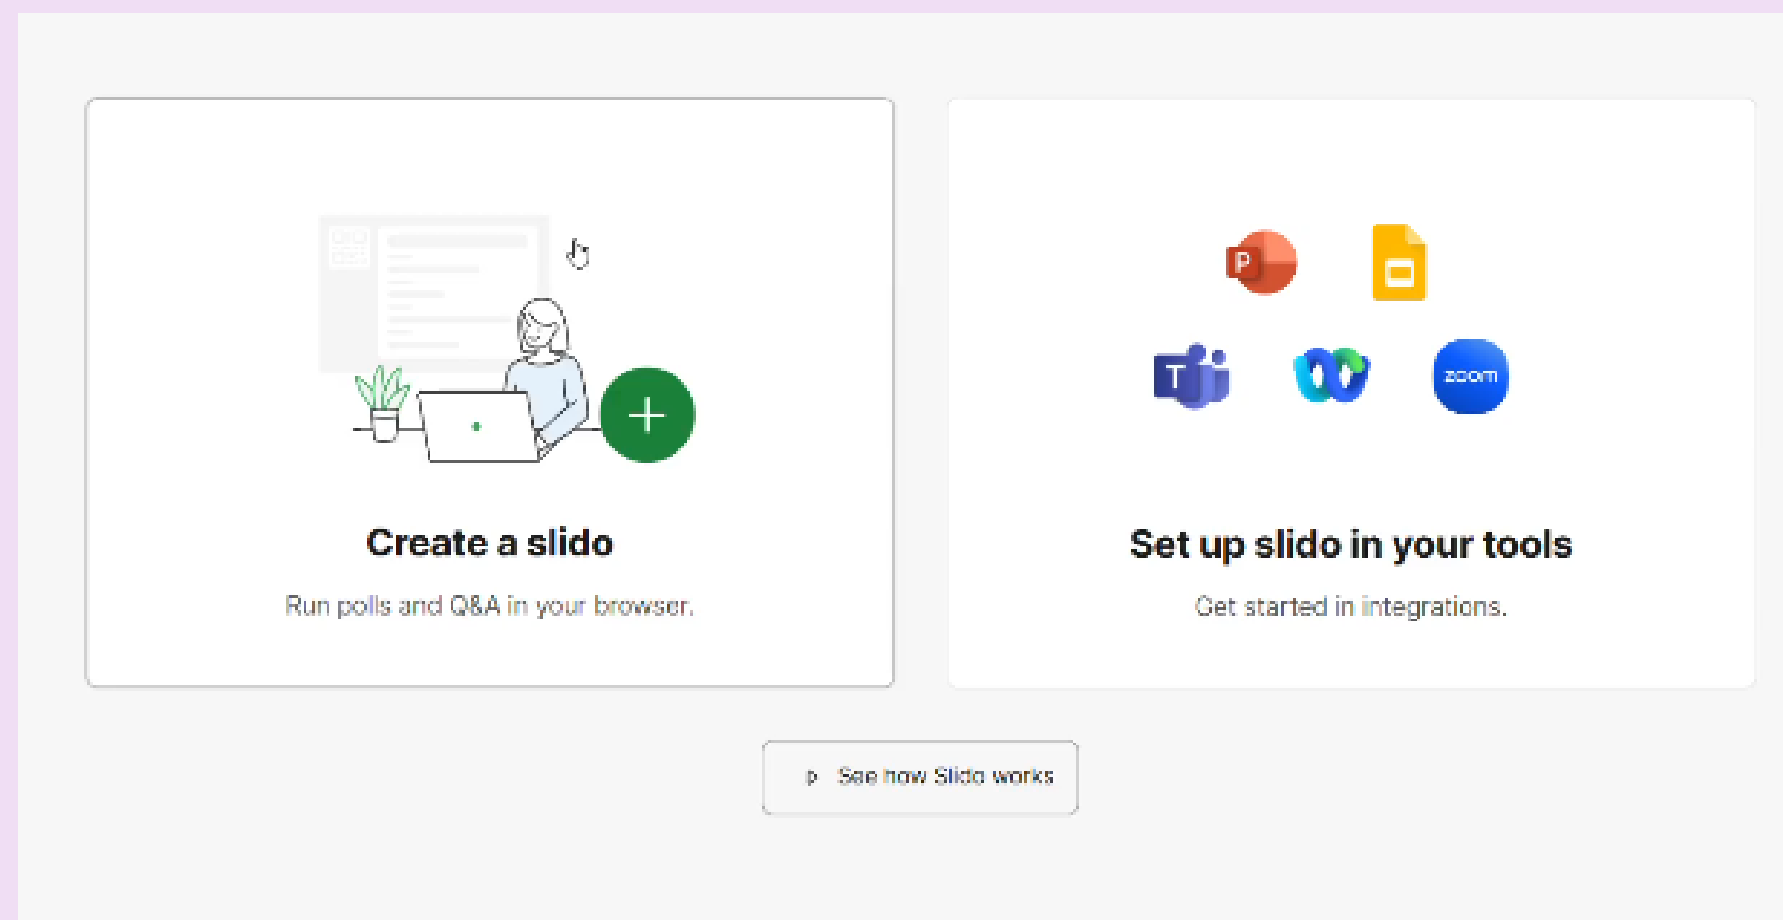 P
T
zoom
Create a slido
Set up slido in your tools
Run polls and Q&A in your browser.
Get started in integrations.
See how Slido works